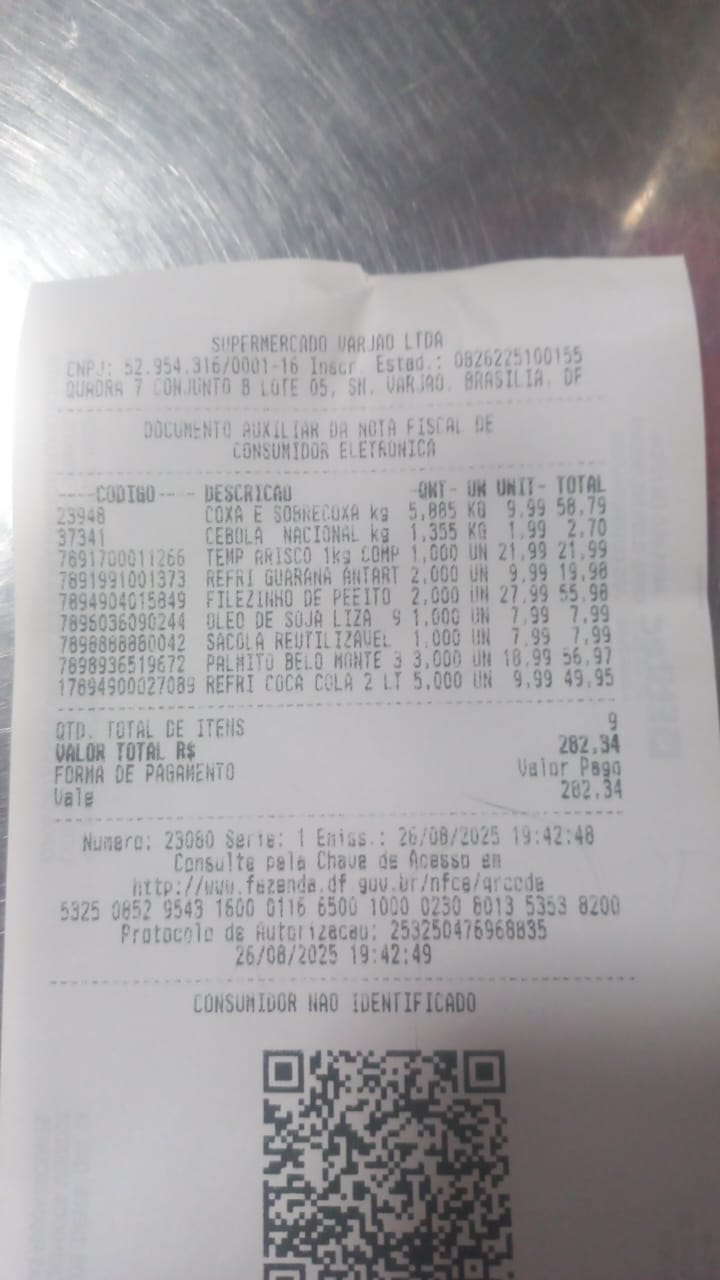 SUPERMERCADO VARJAO LTDA
CNPJ: 52.954.316/0001-16 Inscr. Estad.: 0826225100155
QUADRA 7 CONJUNTO B LOTE 05, SN, VARJAO, BRASILIA, DF
DOCUMENTO AUXILIAR DA NOTA FISCAL DE
CONSUMIDOR ELETRONICA
----CODIGO---- DESCRICAO -QNT- UN UNIT- TOTAL
23948 COXA E SOBRECOXA kg 5,885 KG 9,99 58,79
37341 CEBOLA NACIONAL kg 1,355 KG 1,99 2,70
7891700011266 TEMP ARISCO 1kg COMP 1,000 UN 21,99 21,99
7891991001373 REFRI GUARANA ANTART 2,000 UN 9,99 19,98
7894904015849 FILEZINHO DE PEEITO 2,000 UN 27,99 55,98
7896036090244 OLEO DE SOJA LIZA 9 1,000 UN 7,99 7,99
7898888880042 SACOLA REUTILIZAVEL 1,000 UN 7,99 7,99
7898936519672 PALMITO BELO MONTE 3 3,000 UN 18,99 56,97
17894900027089 REFRI COCA COLA 2 LT 5,000 UN 9,99 49,95
QTD. TOTAL DE ITENS 9
VALOR TOTAL R$ 282,34
FORMA DE PAGAMENTO Valor Pago
Vale 282,34
Numero: 23080 Serie: 1 Emiss.: 26/08/2025 19:42:48
Consulte pela Chave de Acesso em
http://www.fazenda.df.gov.br/nfce/qrcode
5325 0852 9543 1600 0116 6500 1000 0230 8013 5353 8200
Protocolo de Autorizacao: 253250476968835
26/08/2025 19:42:49
CONSUMIDOR NAO IDENTIFICADO